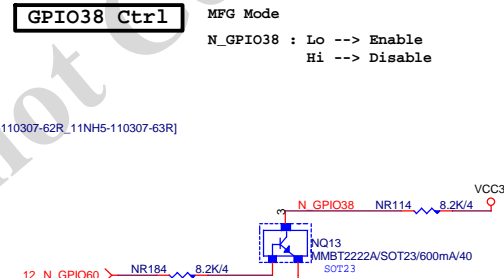 GPIO38 Ctrl
MFG Mode
N_GPIO38 : Lo --> Enable
Hi --> Disable
110307-62R_11NH5-110307-63R]
VCC3
3
N_GPIO38 NR114 8.2K/4
NQ13
MMBT2222A/SOT23/600mA/40
SOT23
12 N_GPIO60 NR184 8.2K/4